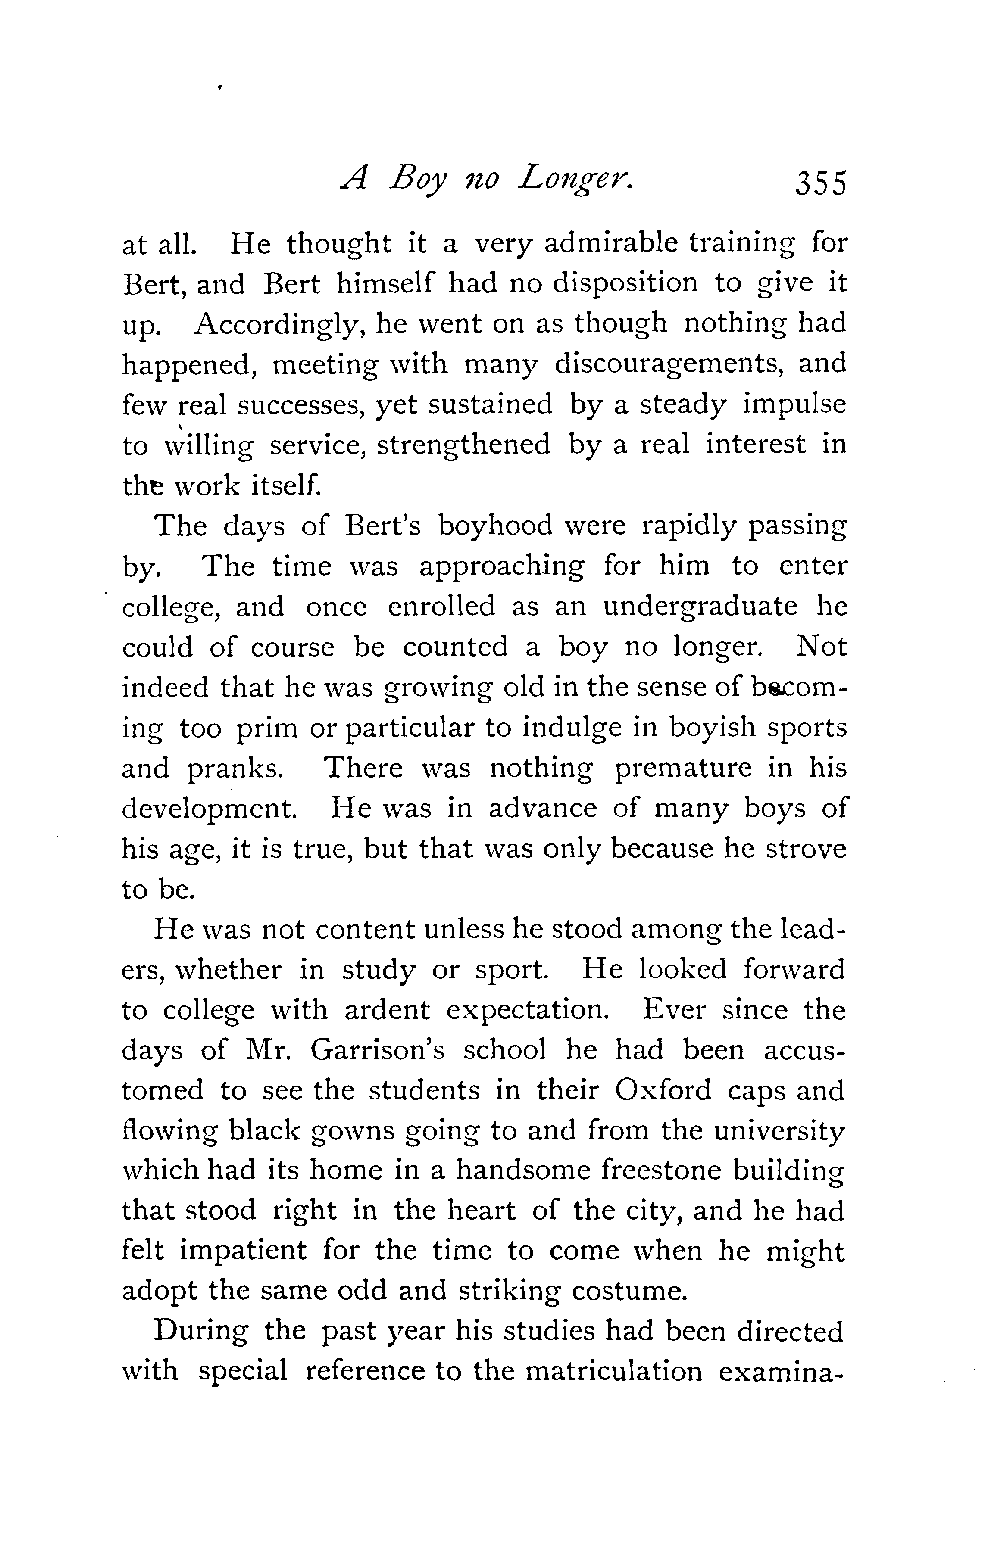 A Boy no Longer. 355
at all. He thought it a very admirable training for
Bert, and Bert himself had no disposition to give it
up. Accordingly, he went on as though nothing had
happened, meeting with many discouragements, and
few real successes, yet sustained by a steady impulse
to willing service, strengthened by a real interest in
the work itself.
The days of Bert's boyhood were rapidly passing
by. The time was approaching for him to enter
college, and once enrolled as an undergraduate he
could of course be counted a boy no longer. Not
indeed that he was growing old in the sense of becom-
ing too prim or particular to indulge in boyish sports
and pranks. There was nothing premature in his
development. He was in advance of many boys of
his age, it is true, but that was only because he strove
to be.
He was not content unless he stood among the lead-
ers, whether in study or sport. He looked forward
to college with ardent expectation. Ever since the
days of Mr. Garrison's school he had been accus-
tomed to see the students in their Oxford caps and
flowing black gowns going to and from the university
which had its home in a handsome freestone building
that stood right in the heart of the city, and he had
felt impatient for the time to come when he might
adopt the same odd and striking costume.
During the past year his studies had been directed
with special reference to the matriculation examina-